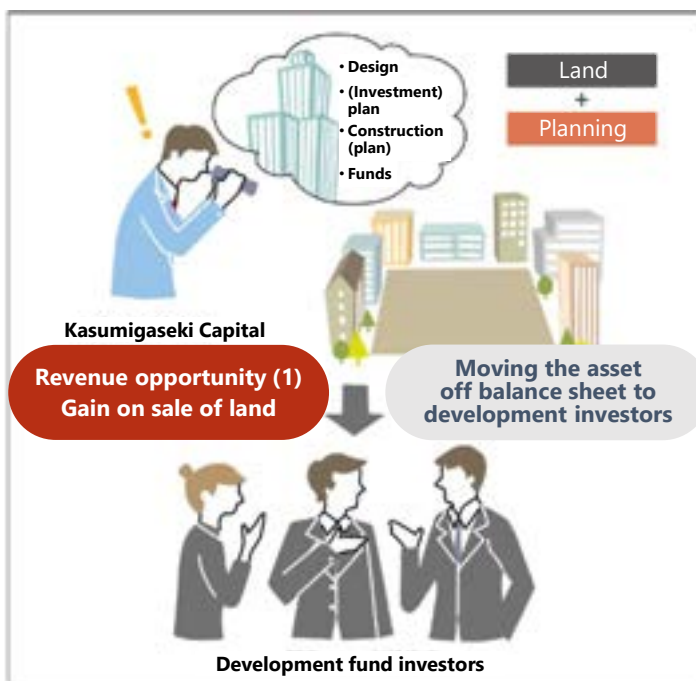 • Design
• (Investment)
plan
• Construction
(plan)
• Funds
Land
+
Planning
Kasumigaseki Capital
Revenue opportunity (1)
Gain on sale of land
Moving the asset
off balance sheet to
development investors
Development fund investors